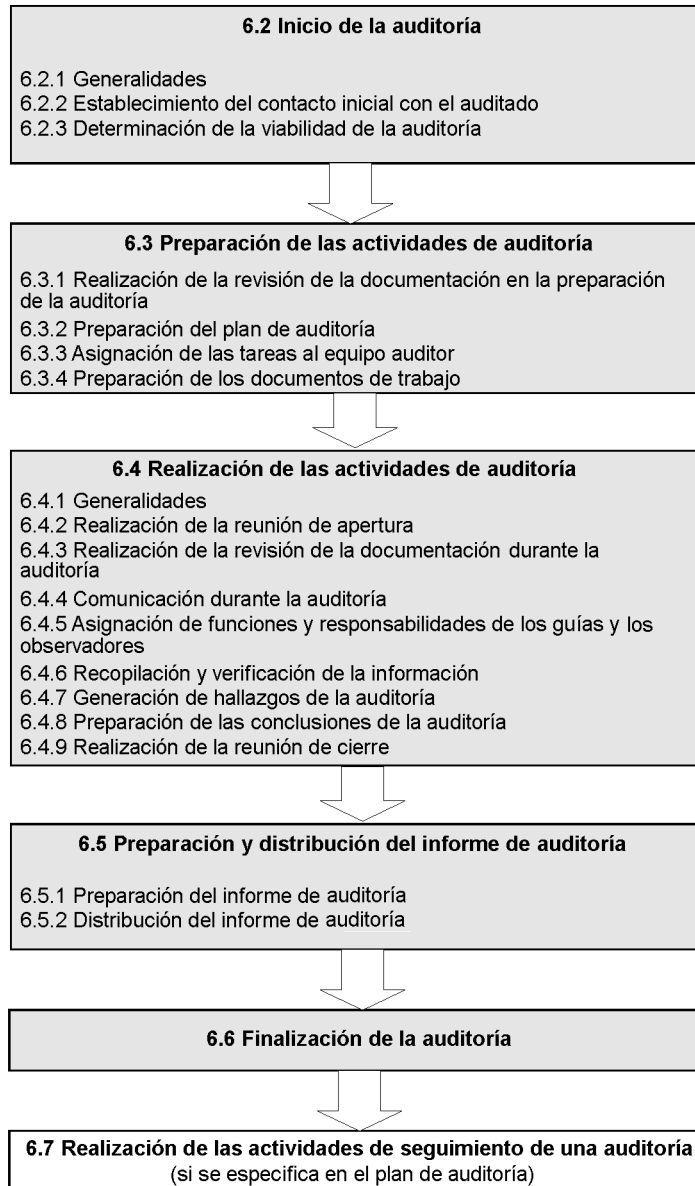 6.2 Inicio de la auditoría
6.2.1 Generalidades
6.2.2 Establecimiento del contacto inicial con el auditado
6.2.3 Determinación de la viabilidad de la auditoría
6.3 Preparación de las actividades de auditoría
6.3.1 Realización de la revisión de la documentación en la preparación
de la auditoría
6.3.2 Preparación del plan de auditoría
6.3.3 Asignación de las tareas al equipo auditor
6.3.4 Preparación de los documentos de trabajo
6.4 Realización de las actividades de auditoría
6.4.1 Generalidades
6.4.2 Realización de la reunión de apertura
6.4.3 Realización de la revisión de la documentación durante la
auditoría
6.4.4 Comunicación durante la auditoría
6.4.5 Asignación de funciones y responsabilidades de los guías y los
observadores
6.4.6 Recopilación y verificación de la información
6.4.7 Generación de hallazgos de la auditoría
6.4.8 Preparación de las conclusiones de la auditoría
6.4.9 Realización de la reunión de cierre
6.5 Preparación y distribución del informe de auditoría
6.5.1 Preparación del informe de auditoría
6.5.2 Distribución del informe de auditoría
6.6 Finalización de la auditoría
6.7 Realización de las actividades de seguimiento de una auditoría
(si se especifica en el plan de auditoría)